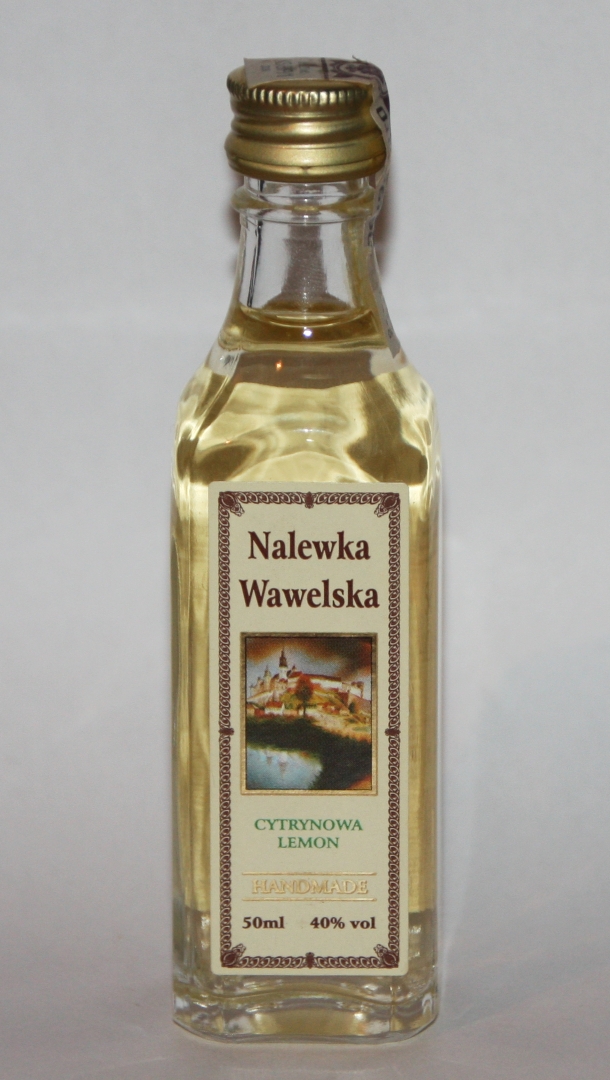 Nalewka
Wawelska
CYTRYNOWA
LEMON
HANDMADE
50ml 40% vol